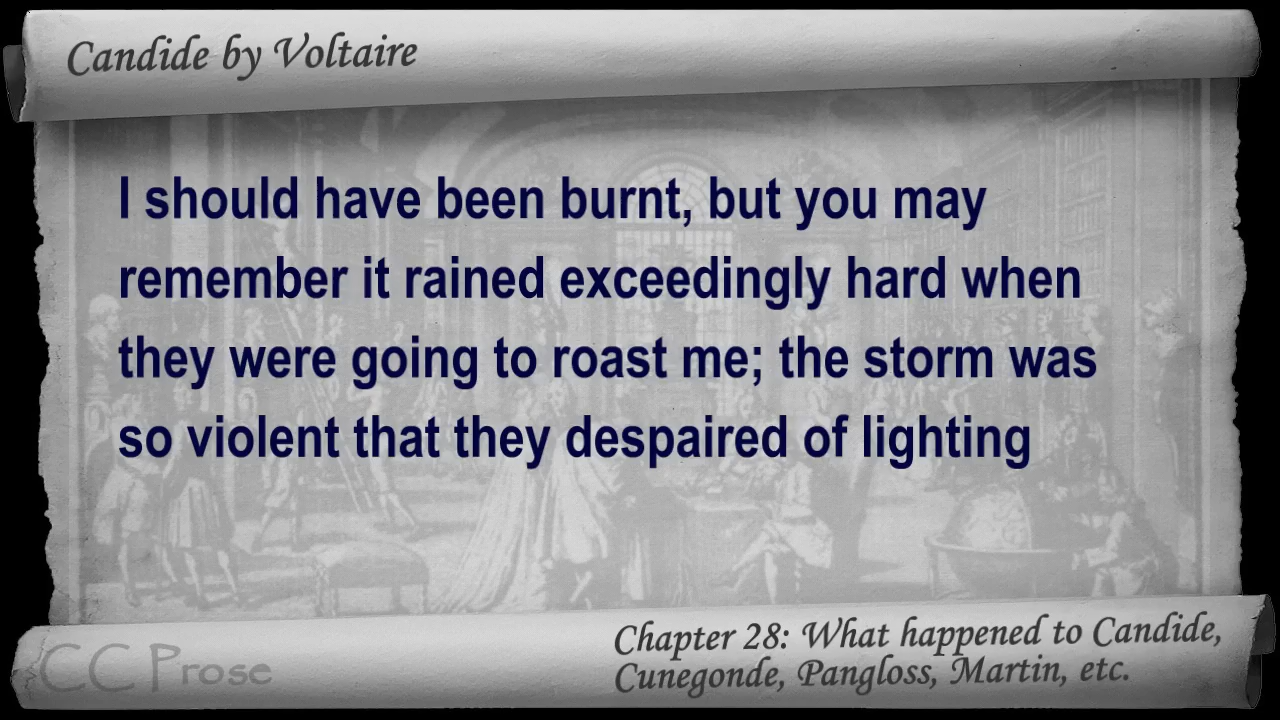 Candide by Voltaire
I should have been burnt, but you may
remember it rained exceedingly hard when
they were going to roast me; the storm was
so violent that they despaired of lighting
Chapter 28: What happened to Candide,
Cunegonde, Pangloss, Martin, etc.
CC Prose